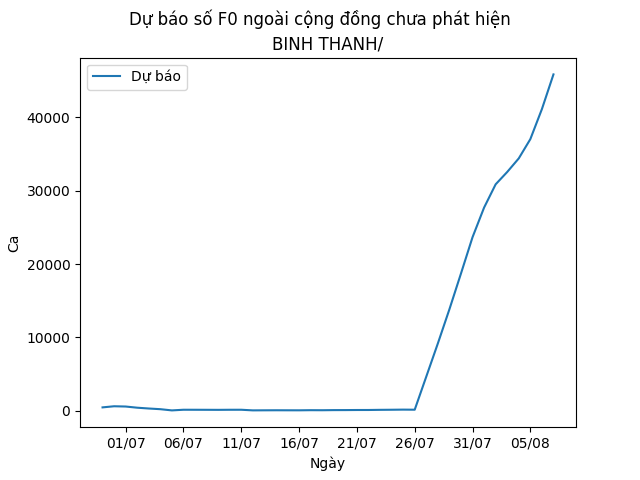 Dự báo số F0 ngoài cộng đồng chưa phát hiện
BINH THANH/
Dự báo
40000
30000
20000
10000
0
Ca
01/07 06/07 11/07 16/07 21/07 26/07 31/07 05/08
Ngày